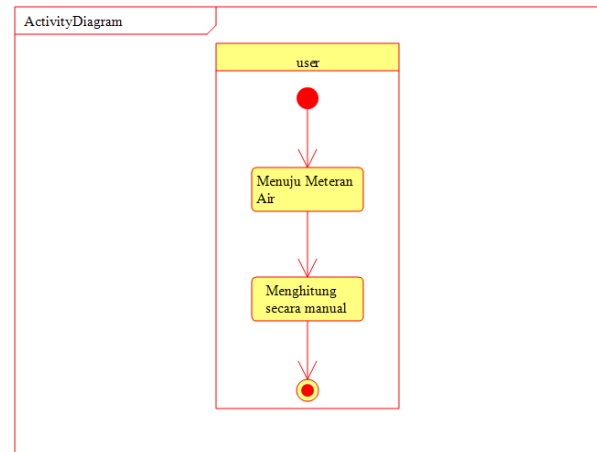 ActivityDiagram
user
Menuju Meteran
Air
Menghitung
secara manual